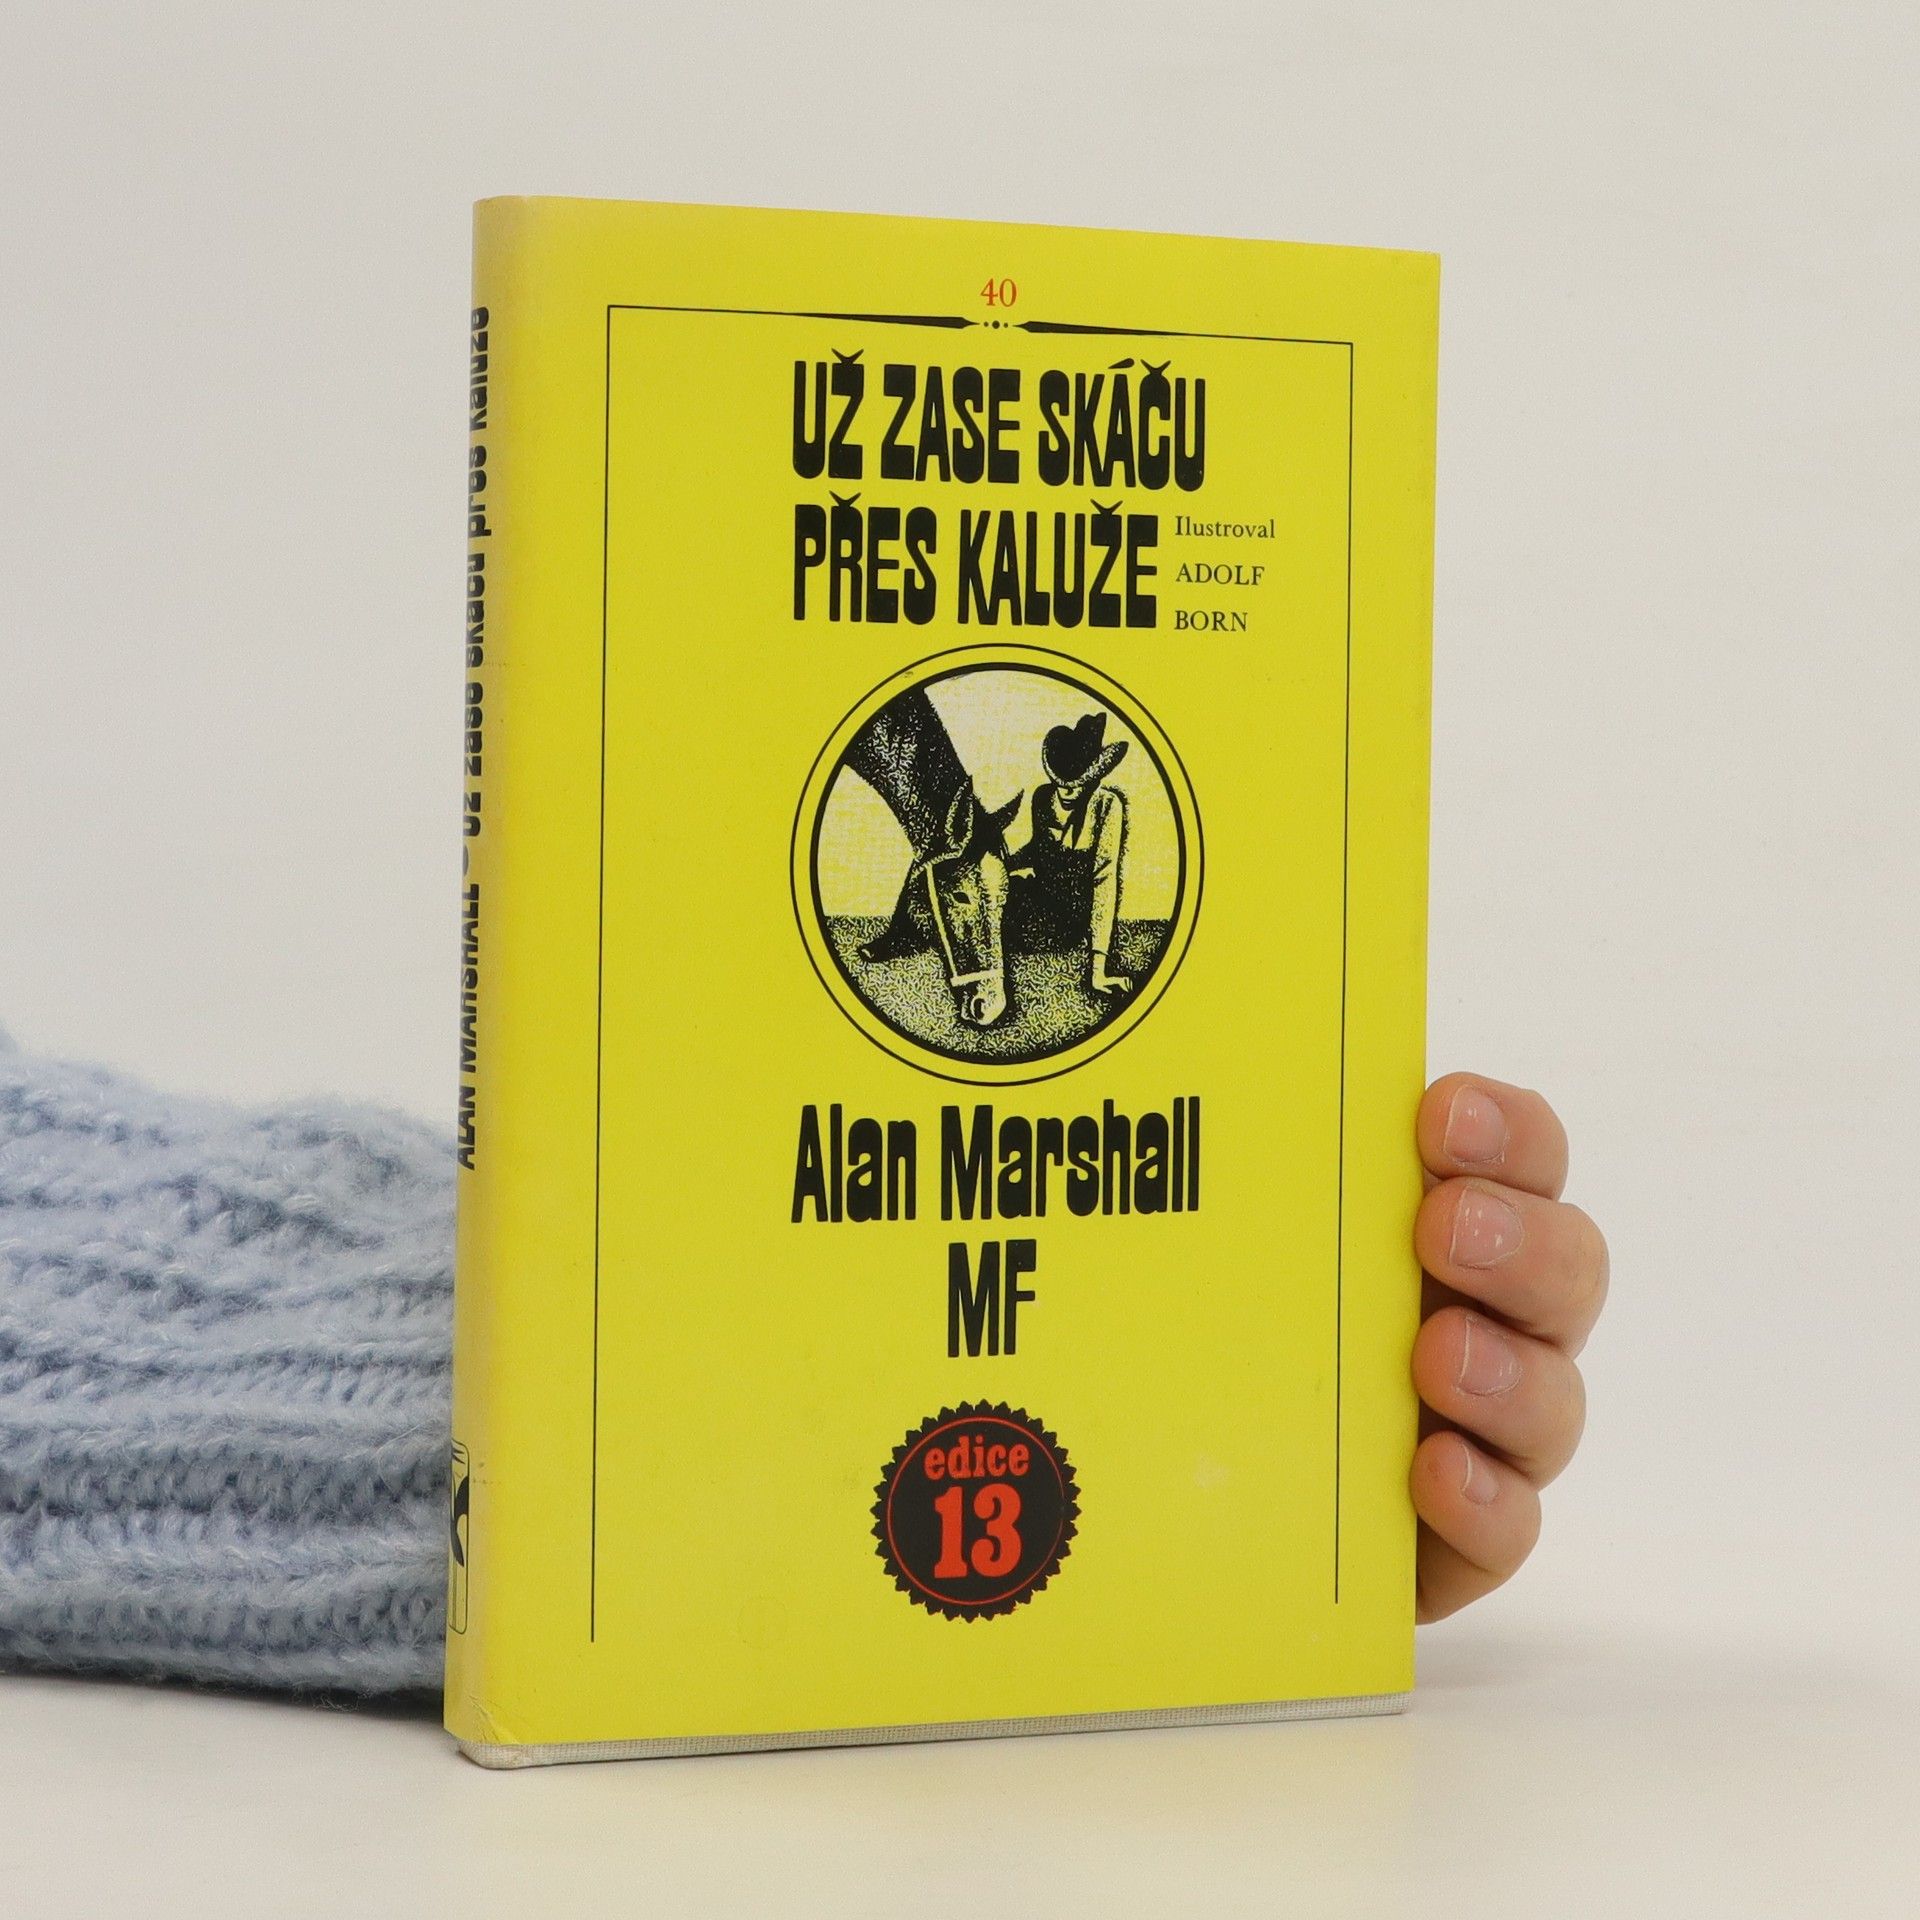 40
UŽ ZASE SKÁČU
PŘES KALUŽE
Ilustroval
ADOLF
BORN
Alan Marshall
MF
edice
13
ALAN MARSHALL ● Už zase skáču přes kaluže